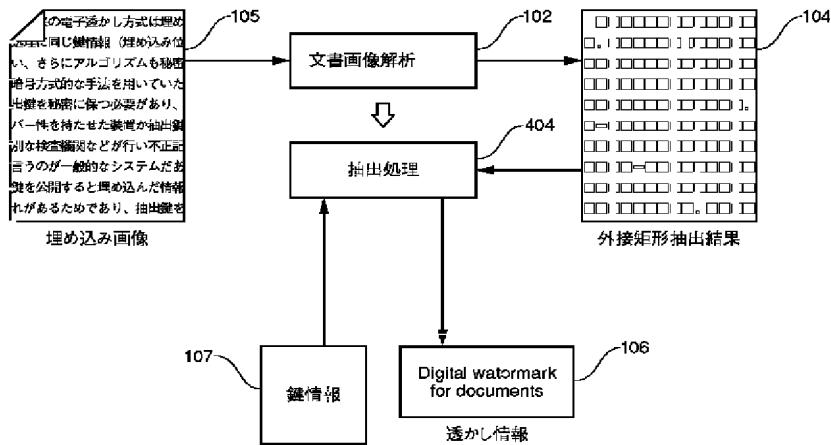 の電子透かし方式は埋め
に同じ鍵情報（埋め込み位
い、さらにアルゴリズムも秘密
暗号方式的な手法を用いていた
出鍵を秘密に保つ必要があり、
バー性を持たせた装置か抽出鍵
別な検査機関などが行い不正記
言うのが一般的なシステムだあ
鍵を公開すると埋め込んだ情報
れがあるためであり、抽出鍵を
埋め込み画像
105
文書画像解析
102
104
外接矩形抽出結果
抽出処理
404
107
鍵情報
Digital watormark
for documents
106
透かし情報